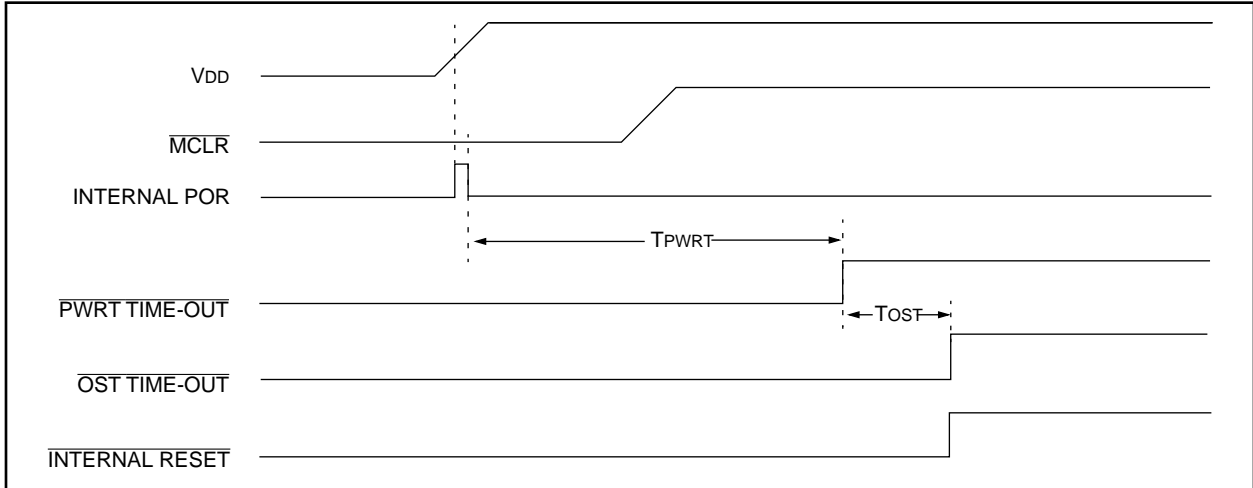 VDD
MCLR
INTERNAL POR
TPWRT
PWRT TIME-OUT
TOST
OST TIME-OUT
INTERNAL RESET